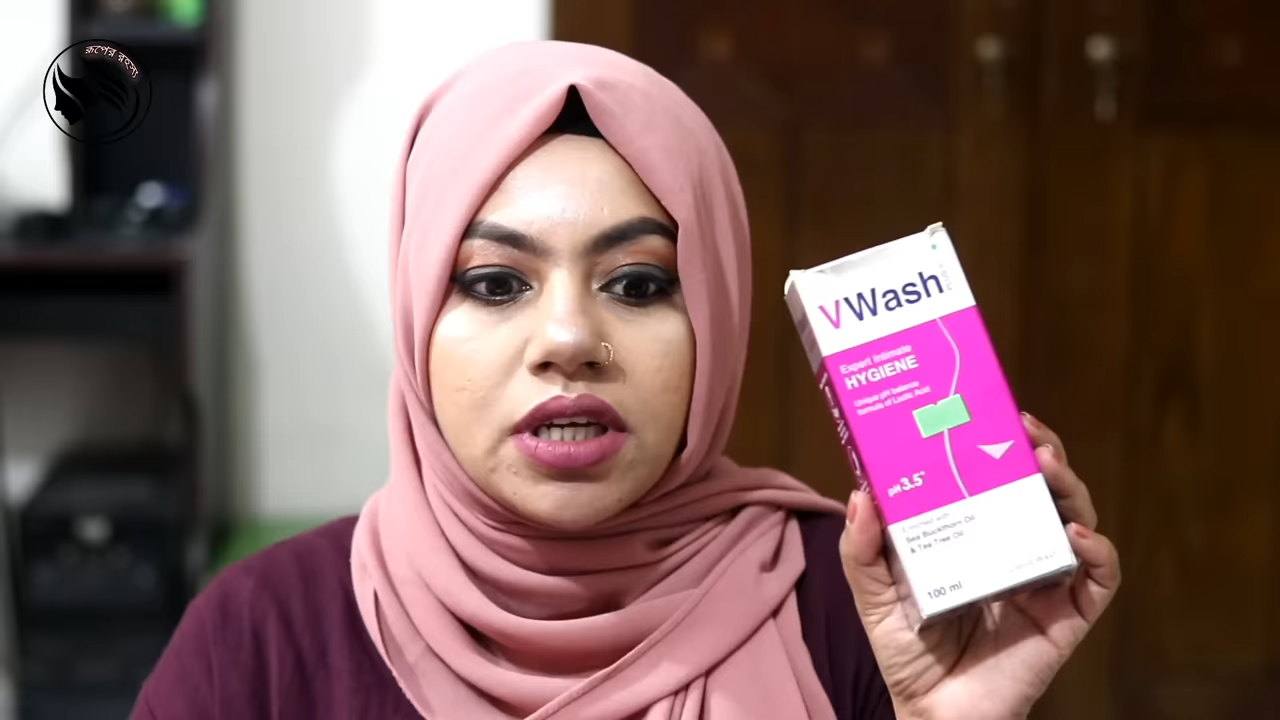 রূপের রহস্য
VWash
Expert Intimate
HYGIENE
Unique pH balance
formula of Lactic Acid
pH 3.5*
Enriched with
Sea Buckthorn Oil
& Tea Tree Oil
100 ml